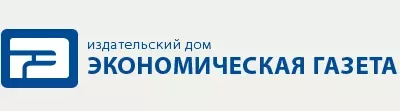 издательский дом
ЭКОНОМИЧЕСКАЯ ГАЗЕТА